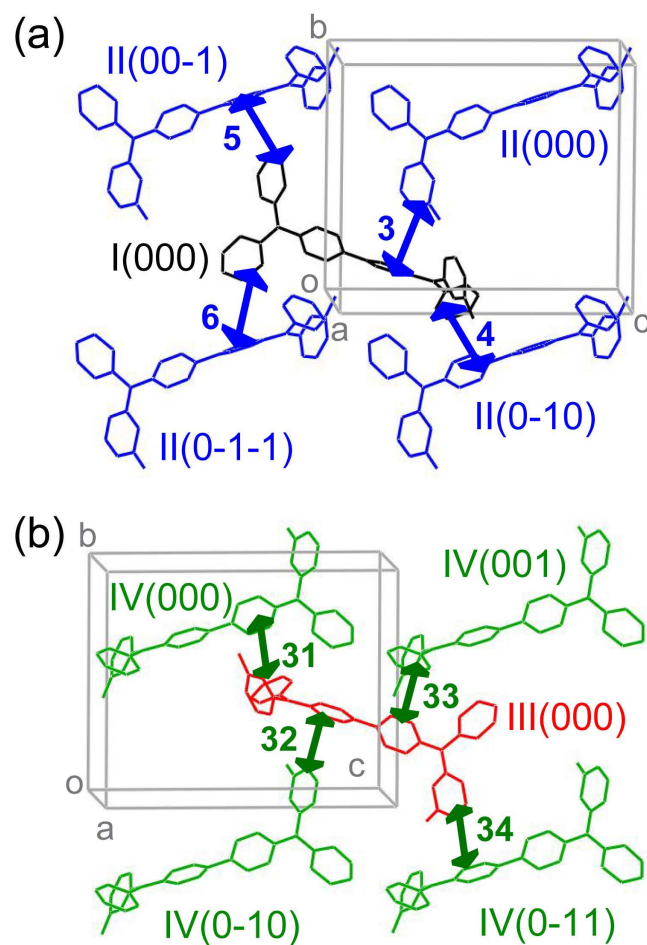 (a)
b
II(00-1)
5
II(000)
3
I(000)
o
6
a
4
c
II(0-1-1)
II(0-10)
(b)
b
IV(000)
IV(001)
31
33
III(000)
32
c
o
a
34
IV(0-10)
IV(0-11)